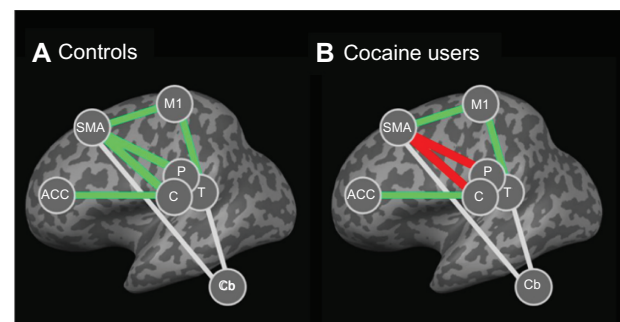 A Controls
M1
SMA
P
ACC
C
T
Cb
B Cocaine users
M1
SMA
P
ACC
C
T
Cb